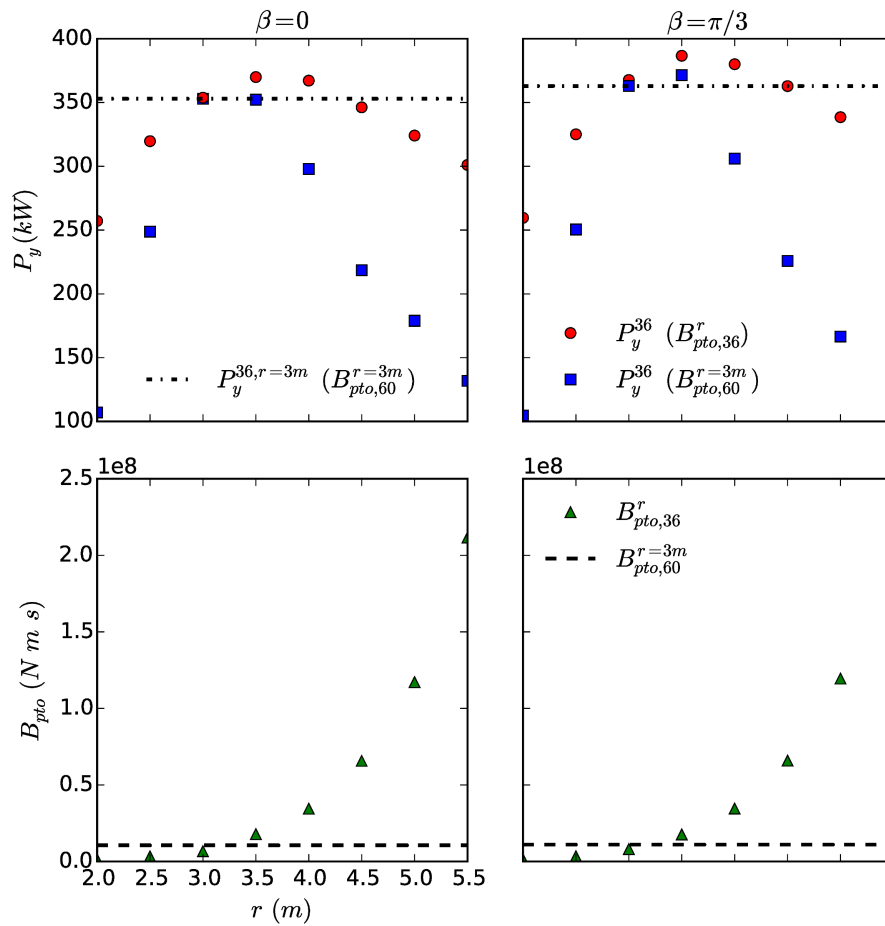 β=0
β=π/3
400
350
300
250
200
150
100
P_y (kW)
P_y^{36,r=3m} (B_{pto,60}^{r=3m})
P_y^{36} (B_{pto,36}^{r})
P_y^{36} (B_{pto,60}^{r=3m})
1e8
1e8
2.5
2.0
1.5
1.0
0.5
0.0
B_{pto} (N m s)
B_{pto,36}^{r}
B_{pto,60}^{r=3m}
2.0 2.5 3.0 3.5 4.0 4.5 5.0 5.5
r (m)